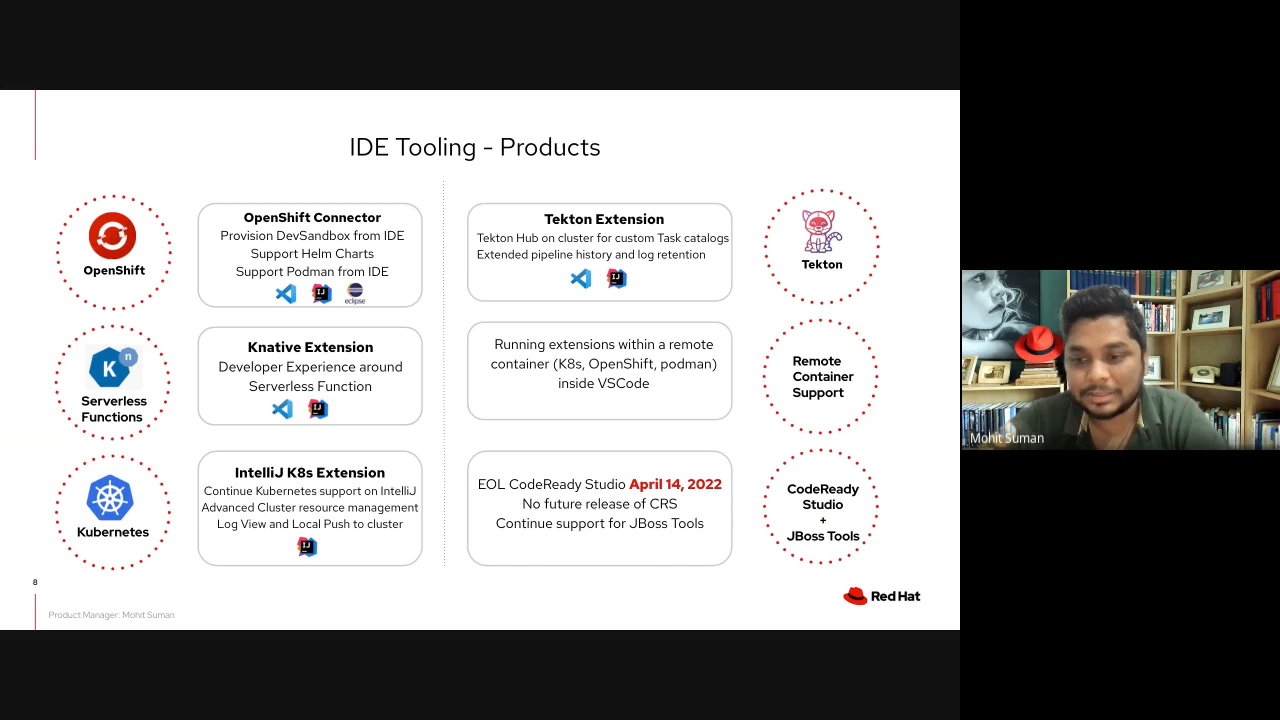 IDE Tooling - Products
OpenShift
OpenShift Connector
Provision DevSandbox from IDE
Support Helm Charts
Support Podman from IDE
eclipse
Tekton Extension
Tekton Hub on cluster for custom Task catalogs
Extended pipeline history and log retention
Tekton
n
K
Serverless
Functions
Knative Extension
Developer Experience around
Serverless Function
Running extensions within a remote
container (K8s, OpenShift, podman)
inside VSCode
Remote
Container
Support
Kubernetes
IntelliJ K8s Extension
Continue Kubernetes support on IntelliJ
Advanced Cluster resource management
Log View and Local Push to cluster
EOL CodeReady Studio April 14, 2022
No future release of CRS
Continue support for JBoss Tools
CodeReady
Studio
+
JBoss Tools
8
Product Manager: Mohit Suman
Red Hat
Mohit Suman